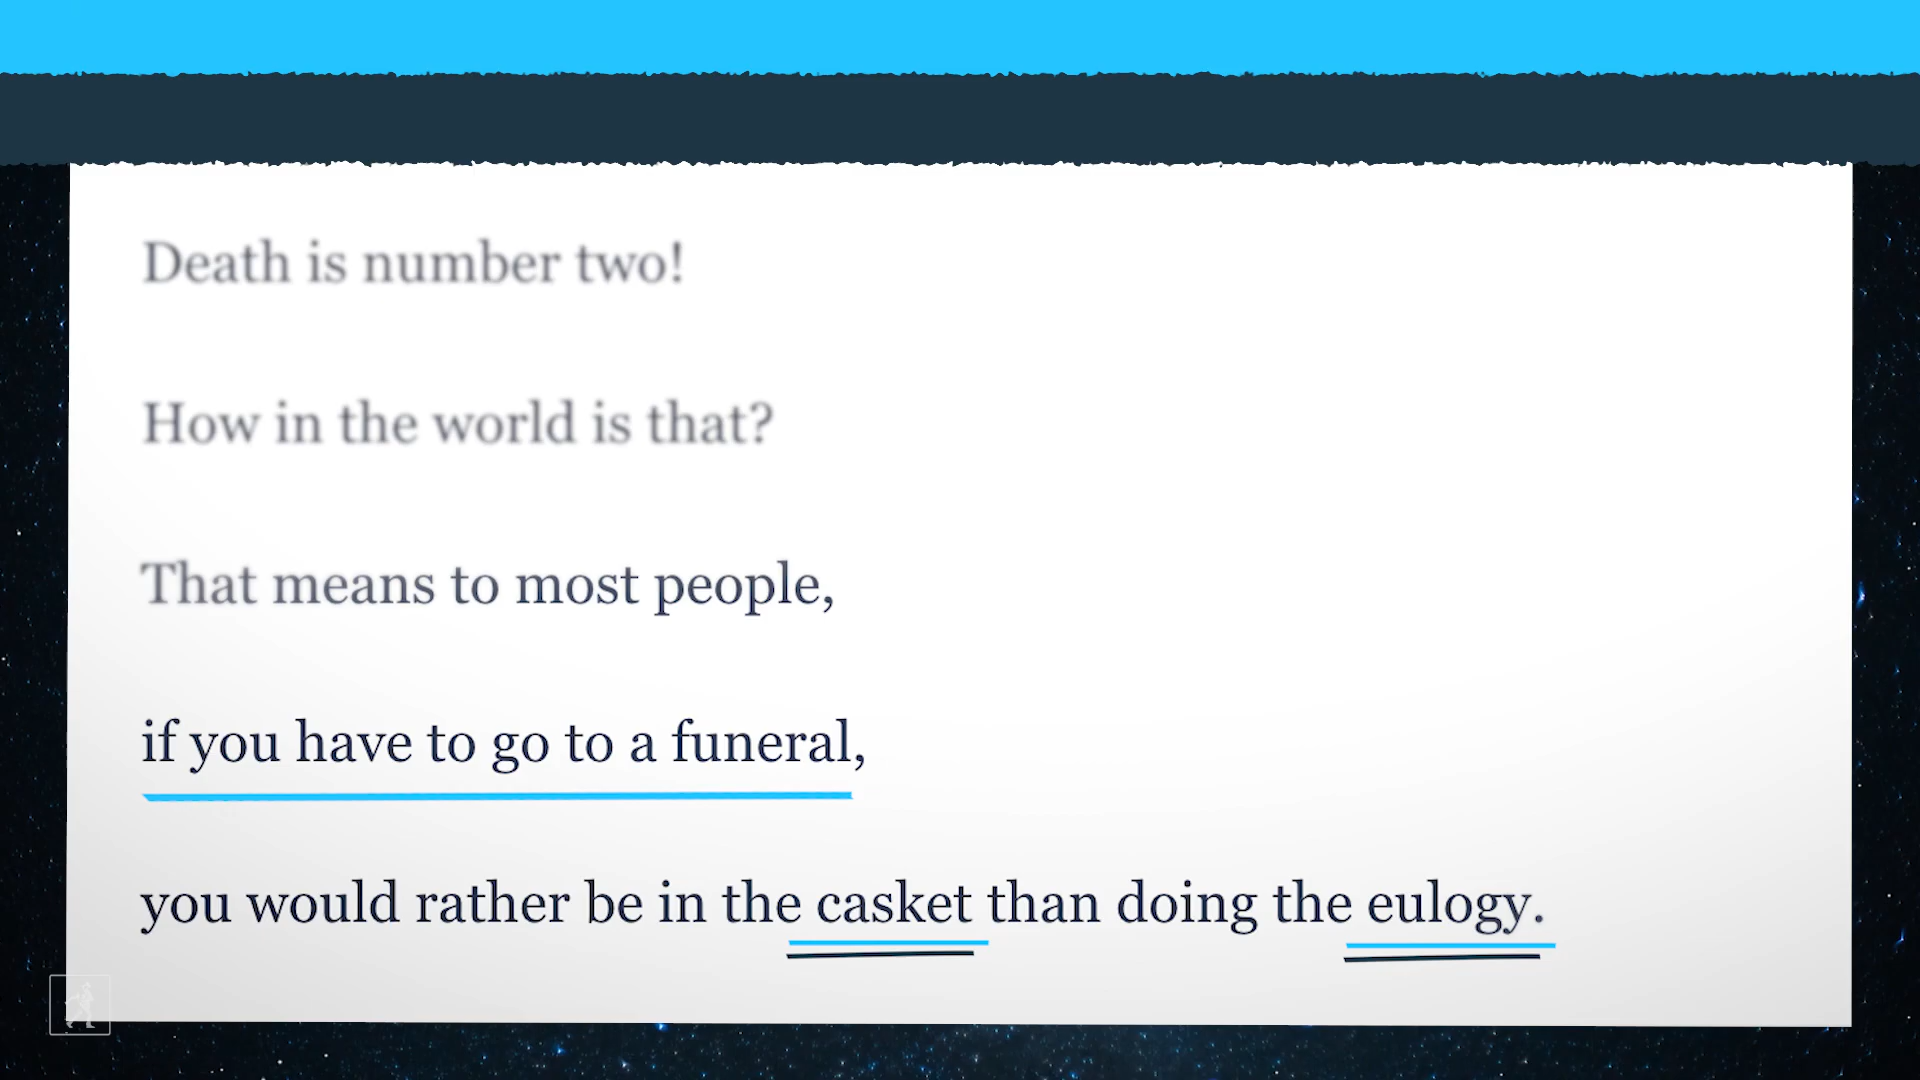 Death is number two!
How in the world is that?
That means to most people,
if you have to go to a funeral,
you would rather be in the casket than doing the eulogy.